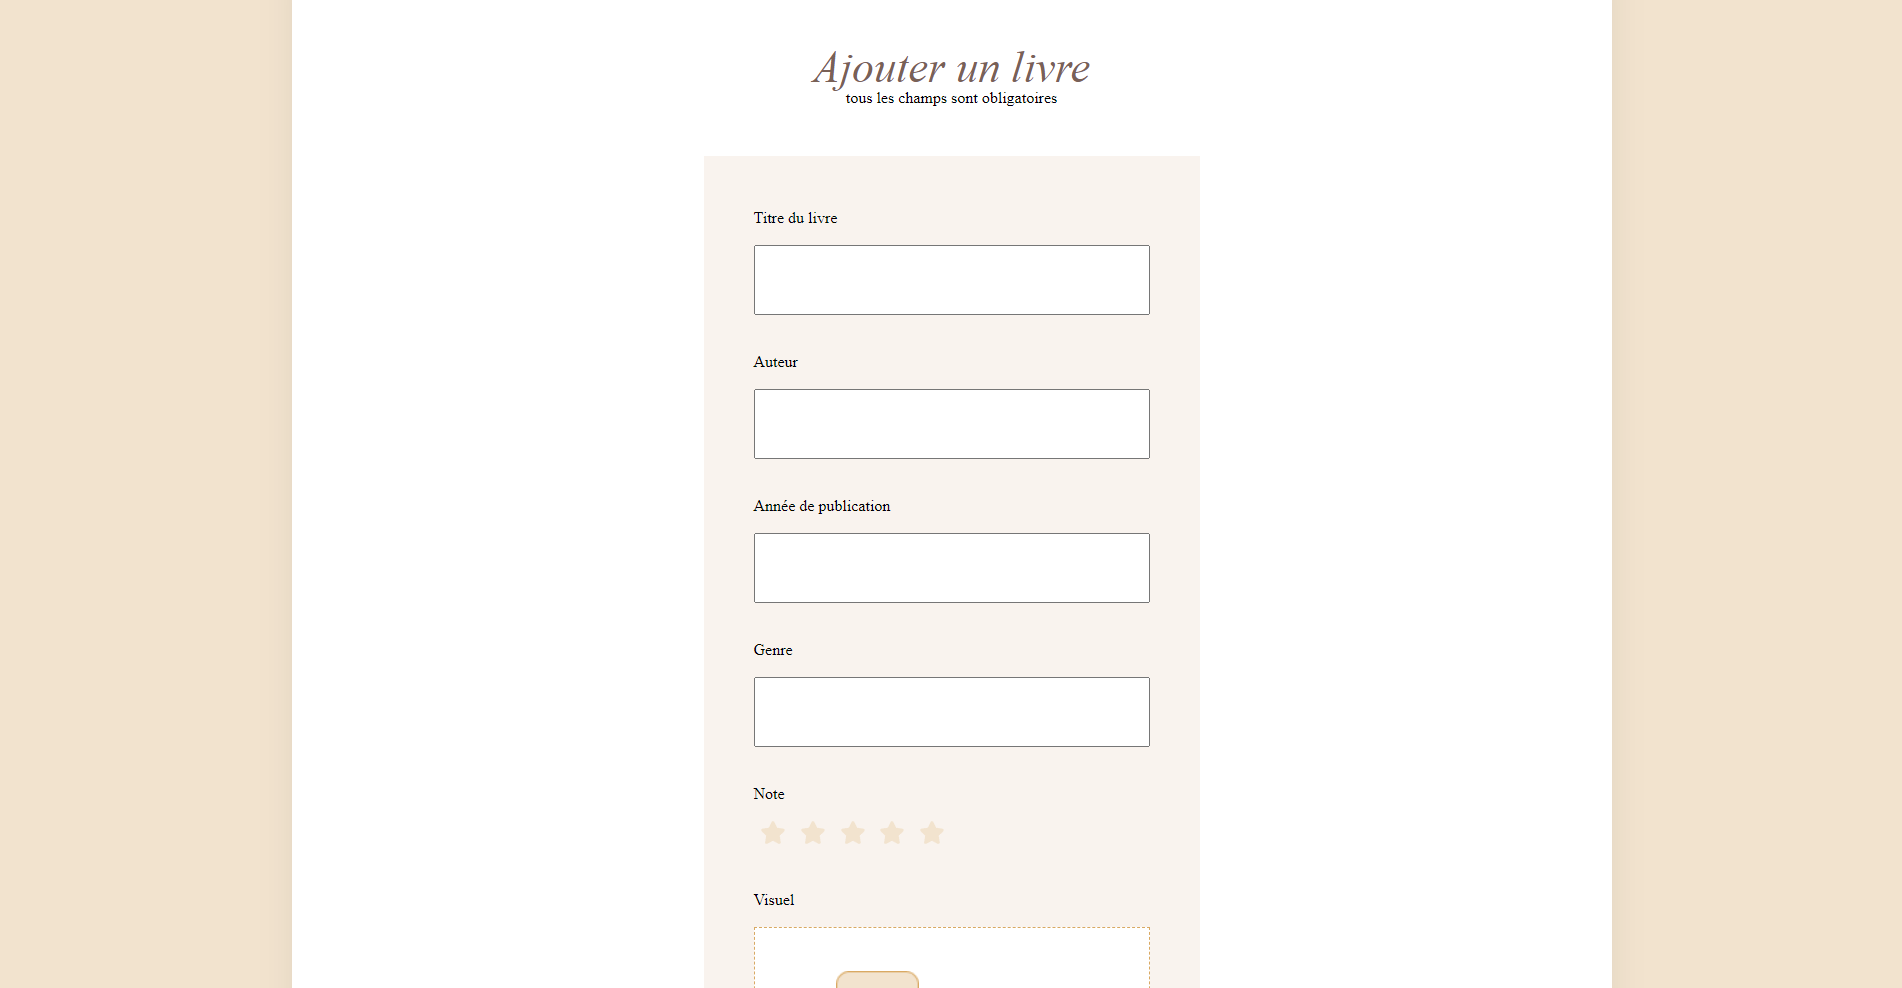 Ajouter un livre
tous les champs sont obligatoires
Titre du livre
Auteur
Année de publication
Genre
Note
Visuel